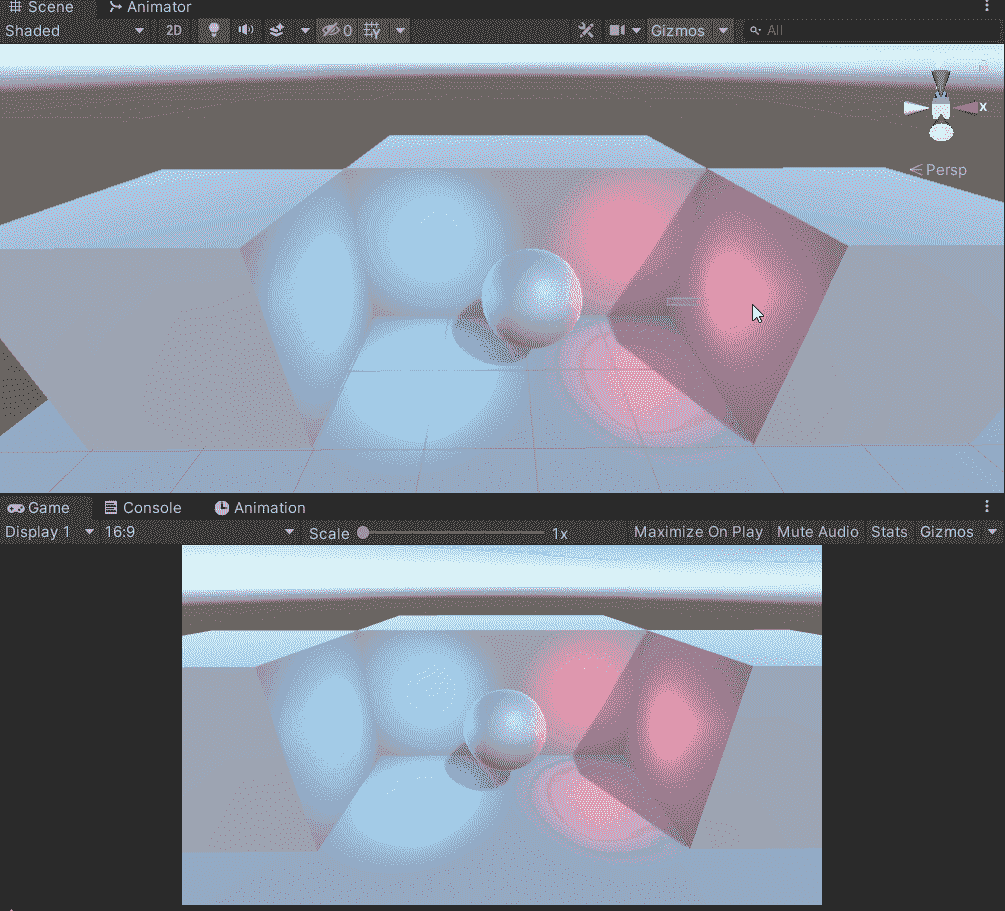 Scene Animator
Shaded 2D 0 Gizmos All
X
Persp
Game Console Animation
Display 1 16:9 Scale 1x Maximize On Play Mute Audio Stats Gizmos